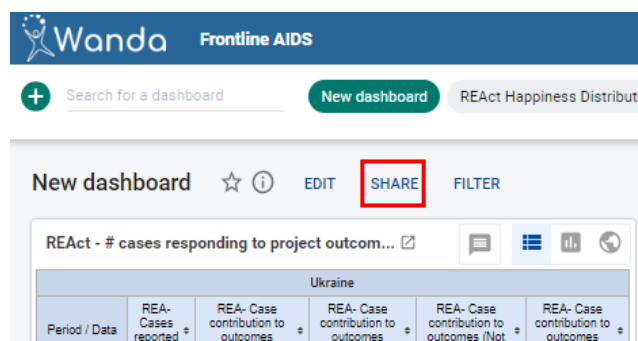 Wanda Frontline AIDS
Search for a dashboard New dashboard REAct Happiness Distribut
New dashboard EDIT SHARE FILTER
REAct - # cases responding to project outcom...
Ukraine
Period / Data
REA-
Cases
reported
REA- Case
contribution to
outcomes
REA- Case
contribution to
outcomes
REA- Case
contribution to
outcomes (Not
REA- Case
contribution to
outcomes